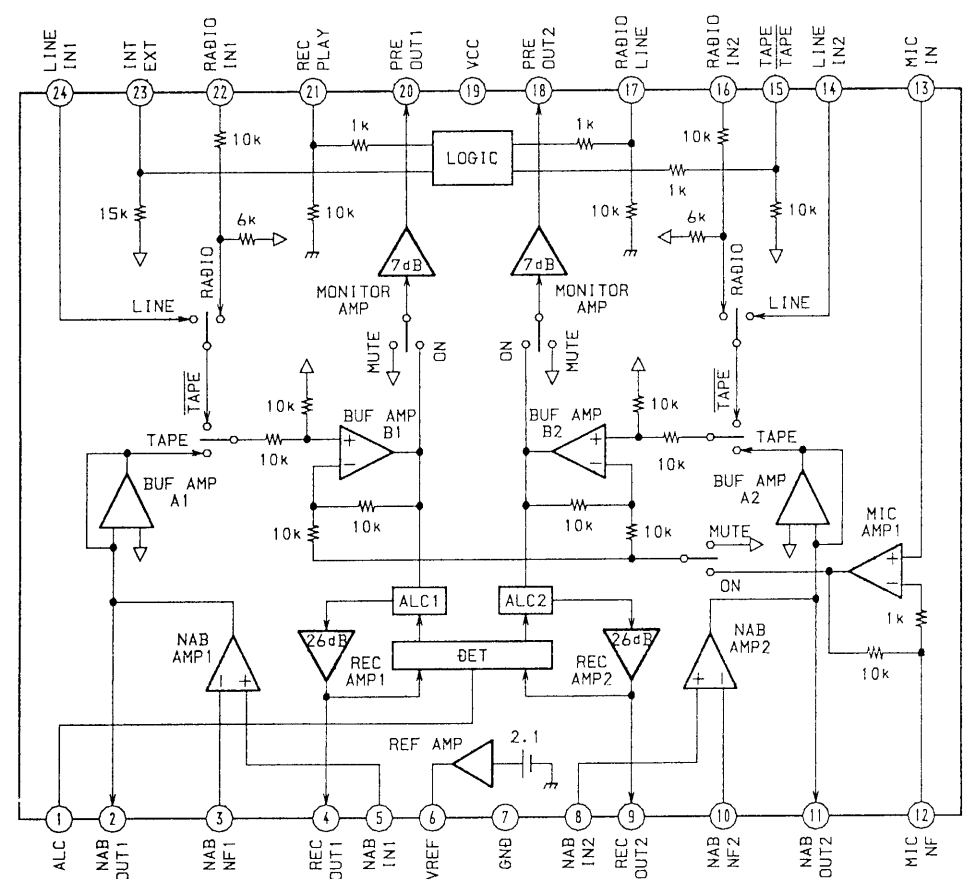 LINE
IN1
INT
EXT
RADIO
IN1
REC
PLAY
PRE
OUT1
VCC
PRE
OUT2
RADIO
LINE
RADIO
IN2
TAPE
TAPE
LINE
IN2
MIC
IN
24
23
22
21
20
19
18
17
16
15
14
13
10k
1k
1k
10k
LOGIC
1k
15k
10k
10k
10k
6k
6k
7dB
7dB
RADIO
RADIO
MONITOR
AMP
MONITOR
AMP
LINE
LINE
MUTE
ON
ON
MUTE
TAPE
TAPE
10k
10k
BUF AMP
B1
BUF AMP
B2
+
−
+
−
TAPE
TAPE
10k
10k
BUF AMP
A1
BUF AMP
A2
10k
10k
10k
10k
MUTE
ON
MIC
AMP1
+
−
ALC1
ALC2
1k
10k
NAB
AMP1
− +
26dB
REC
AMP1
DET
26dB
REC
AMP2
NAB
AMP2
+ −
REF AMP
2.1
1
2
3
4
5
6
7
8
9
10
11
12
ALC
NAB
OUT1
NAB
NF1
REC
OUT1
NAB
IN1
VREF
GND
NAB
IN2
REC
OUT2
NAB
NF2
NAB
OUT2
MIC
NF